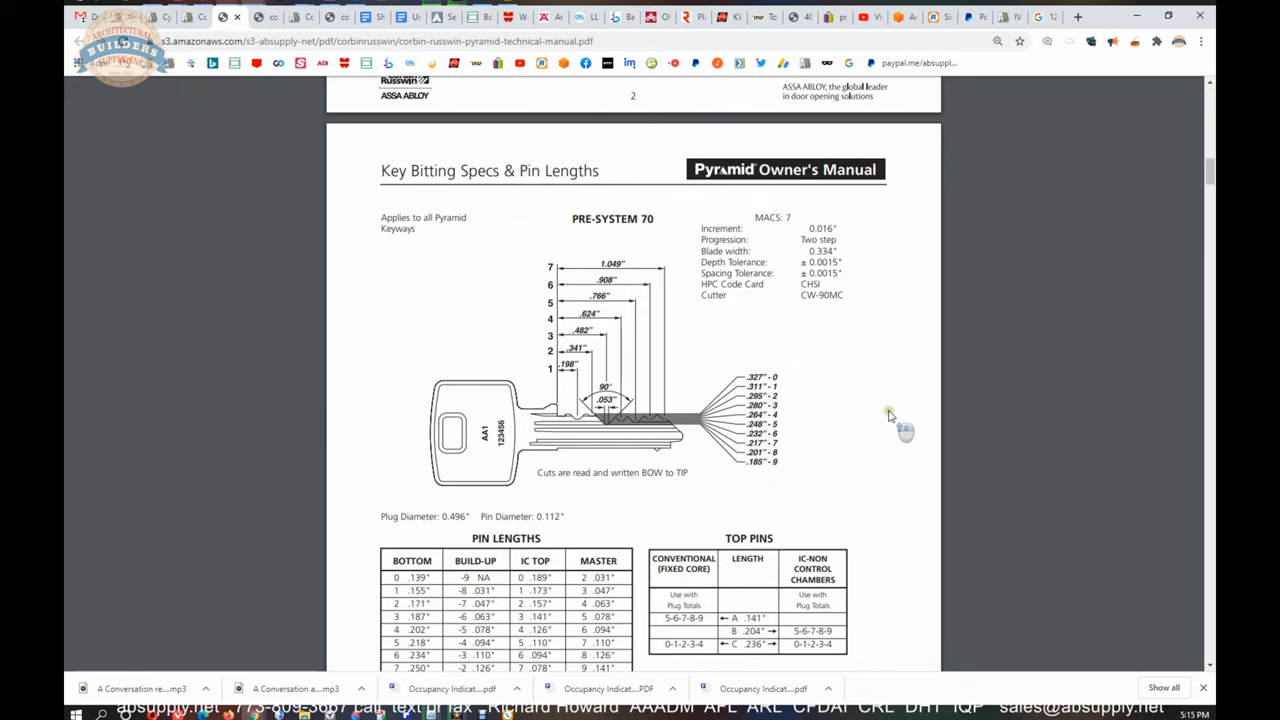 s3.amazonaws.com/s3-absupply-net/pdf/corbinrusswin/corbin-russwin-pyramid-technical-manual.pdf
ARCHITECTURAL
BUILDERS
paypal.me/absupl...
Russwin
ASSA ABLOY
2
ASSA ABLOY, the global leader
in door opening solutions
Key Bitting Specs & Pin Lengths
Pyramid Owner's Manual
Applies to all Pyramid
Keyways
PRE-SYSTEM 70
MACS: 7
Increment: 0.016"
Progression: Two step
Blade width: 0.334"
Depth Tolerance: ± 0.0015"
Spacing Tolerance: ± 0.0015"
HPC Code Card CHSI
Cutter CW-90MC
7 1.049"
6 .908"
5 .766"
4 .624"
3 .482"
2 .341"
1 .198"
90°
.053"
.327" - 0
.311" - 1
.295" - 2
.280" - 3
.264" - 4
.248" - 5
.232" - 6
.217" - 7
.201" - 8
.185" - 9
AA1
123456
Cuts are read and written BOW to TIP
Plug Diameter: 0.496" Pin Diameter: 0.112"
PIN LENGTHS
BOTTOM BUILD-UP IC TOP MASTER
0 .139" -9 NA 0 .189" 2 .031"
1 .155" -8 .031" 1 .173" 3 .047"
2 .171" -7 .047" 2 .157" 4 .063"
3 .187" -6 .063" 3 .141" 5 .078"
4 .202" -5 .078" 4 .126" 6 .094"
5 .218" -4 .094" 5 .110" 7 .110"
6 .234" -3 .110" 6 .094" 8 .126"
7 .250" -2 .126" 7 .078" 9 .141"
TOP PINS
CONVENTIONAL (FIXED CORE) LENGTH IC-NON CONTROL CHAMBERS
Use with Plug Totals Use with Plug Totals
5-6-7-8-9 A .141"
B .204" 5-6-7-8-9
0-1-2-3-4 C .236" 0-1-2-3-4
A Conversation re....mp3
A Conversation a....mp3
Occupancy Indicat....pdf
Occupancy Indicat....PDF
Occupancy Indicat....pdf
Show all
absupply.net 773-809-3667 call, text or fax Richard Howard AAADM AFL ARL CFDAI CRL DHT IQP sales@absupply.net
5:15 PM